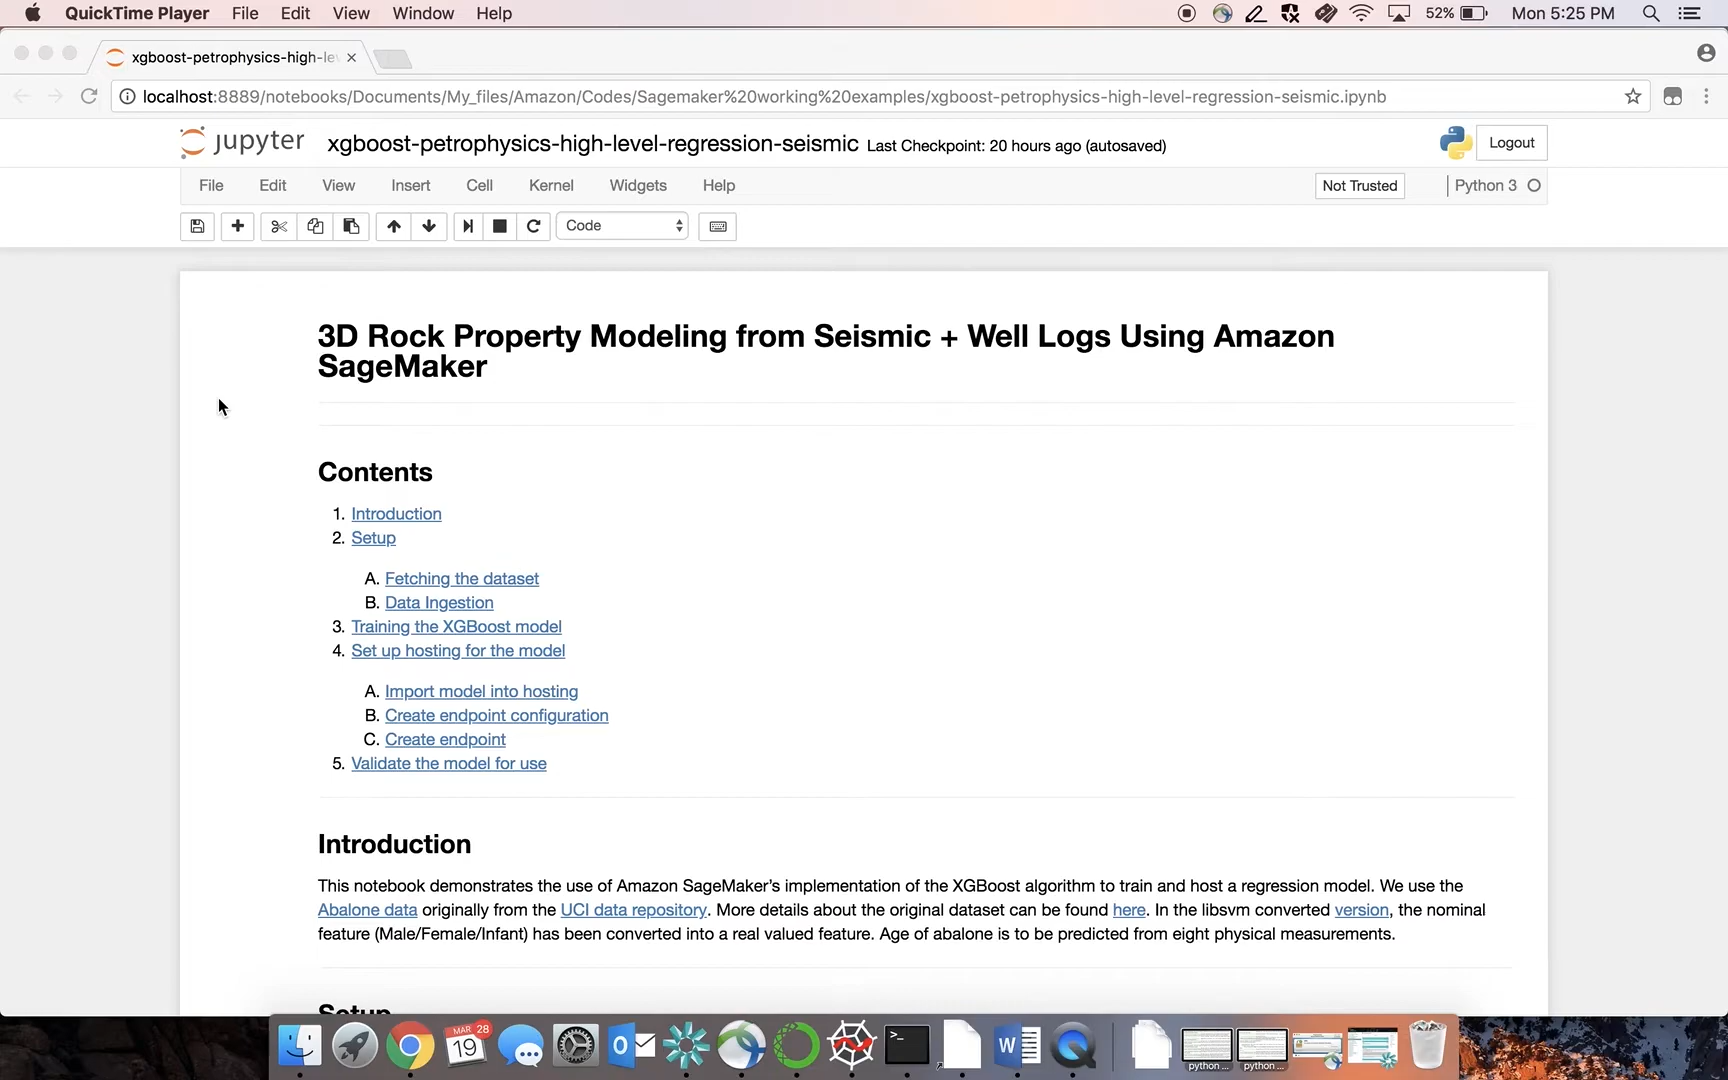 QuickTime Player File Edit View Window Help 52% Mon 5:25 PM
xgboost-petrophysics-high-le
localhost:8889/notebooks/Documents/My_files/Amazon/Codes/Sagemaker%20working%20examples/xgboost-petrophysics-high-level-regression-seismic.ipynb
jupyter xgboost-petrophysics-high-level-regression-seismic Last Checkpoint: 20 hours ago (autosaved) Logout
File Edit View Insert Cell Kernel Widgets Help Not Trusted Python 3
Code
3D Rock Property Modeling from Seismic + Well Logs Using Amazon
SageMaker
Contents
1. Introduction
2. Setup
A. Fetching the dataset
B. Data Ingestion
3. Training the XGBoost model
4. Set up hosting for the model
A. Import model into hosting
B. Create endpoint configuration
C. Create endpoint
5. Validate the model for use
Introduction
This notebook demonstrates the use of Amazon SageMaker's implementation of the XGBoost algorithm to train and host a regression model. We use the
Abalone data originally from the UCI data repository. More details about the original dataset can be found here. In the libsvm converted version, the nominal
feature (Male/Female/Infant) has been converted into a real valued feature. Age of abalone is to be predicted from eight physical measurements.
Setup
MAR 28
19
python ... python ...